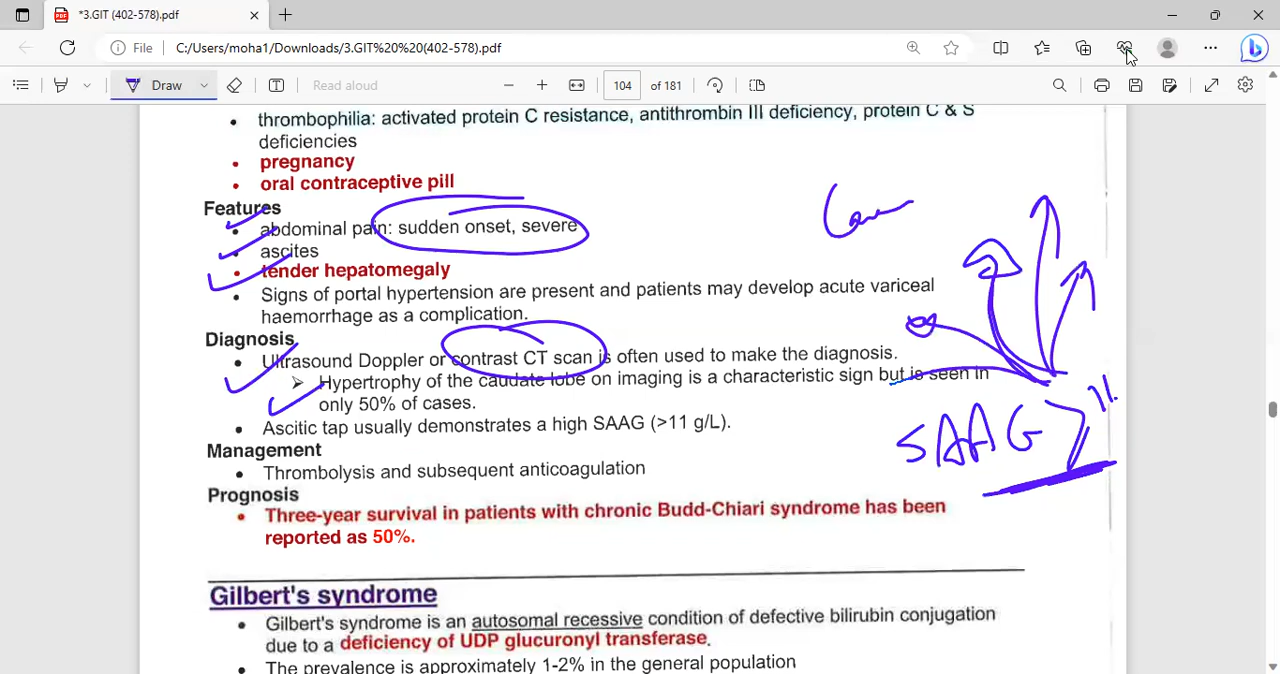 *3.GIT (402-578).pdf
File C:/Users/moha1/Downloads/3.GIT%20%20(402-578).pdf
Draw Read aloud 104 of 181
• thrombophilia: activated protein C resistance, antithrombin III deficiency, protein C & S
deficiencies
• pregnancy
• oral contraceptive pill
Features
• abdominal pain: sudden onset, severe
• ascites
• tender hepatomegaly
• Signs of portal hypertension are present and patients may develop acute variceal
haemorrhage as a complication.
Diagnosis
• Ultrasound Doppler or contrast CT scan is often used to make the diagnosis.
➢ Hypertrophy of the caudate lobe on imaging is a characteristic sign but is seen in
only 50% of cases.
• Ascitic tap usually demonstrates a high SAAG (>11 g/L).
SAAG > 11
Management
• Thrombolysis and subsequent anticoagulation
Prognosis
• Three-year survival in patients with chronic Budd-Chiari syndrome has been
reported as 50%.
Gilbert's syndrome
• Gilbert's syndrome is an autosomal recessive condition of defective bilirubin conjugation
due to a deficiency of UDP glucuronyl transferase.
• The prevalence is approximately 1-2% in the general population